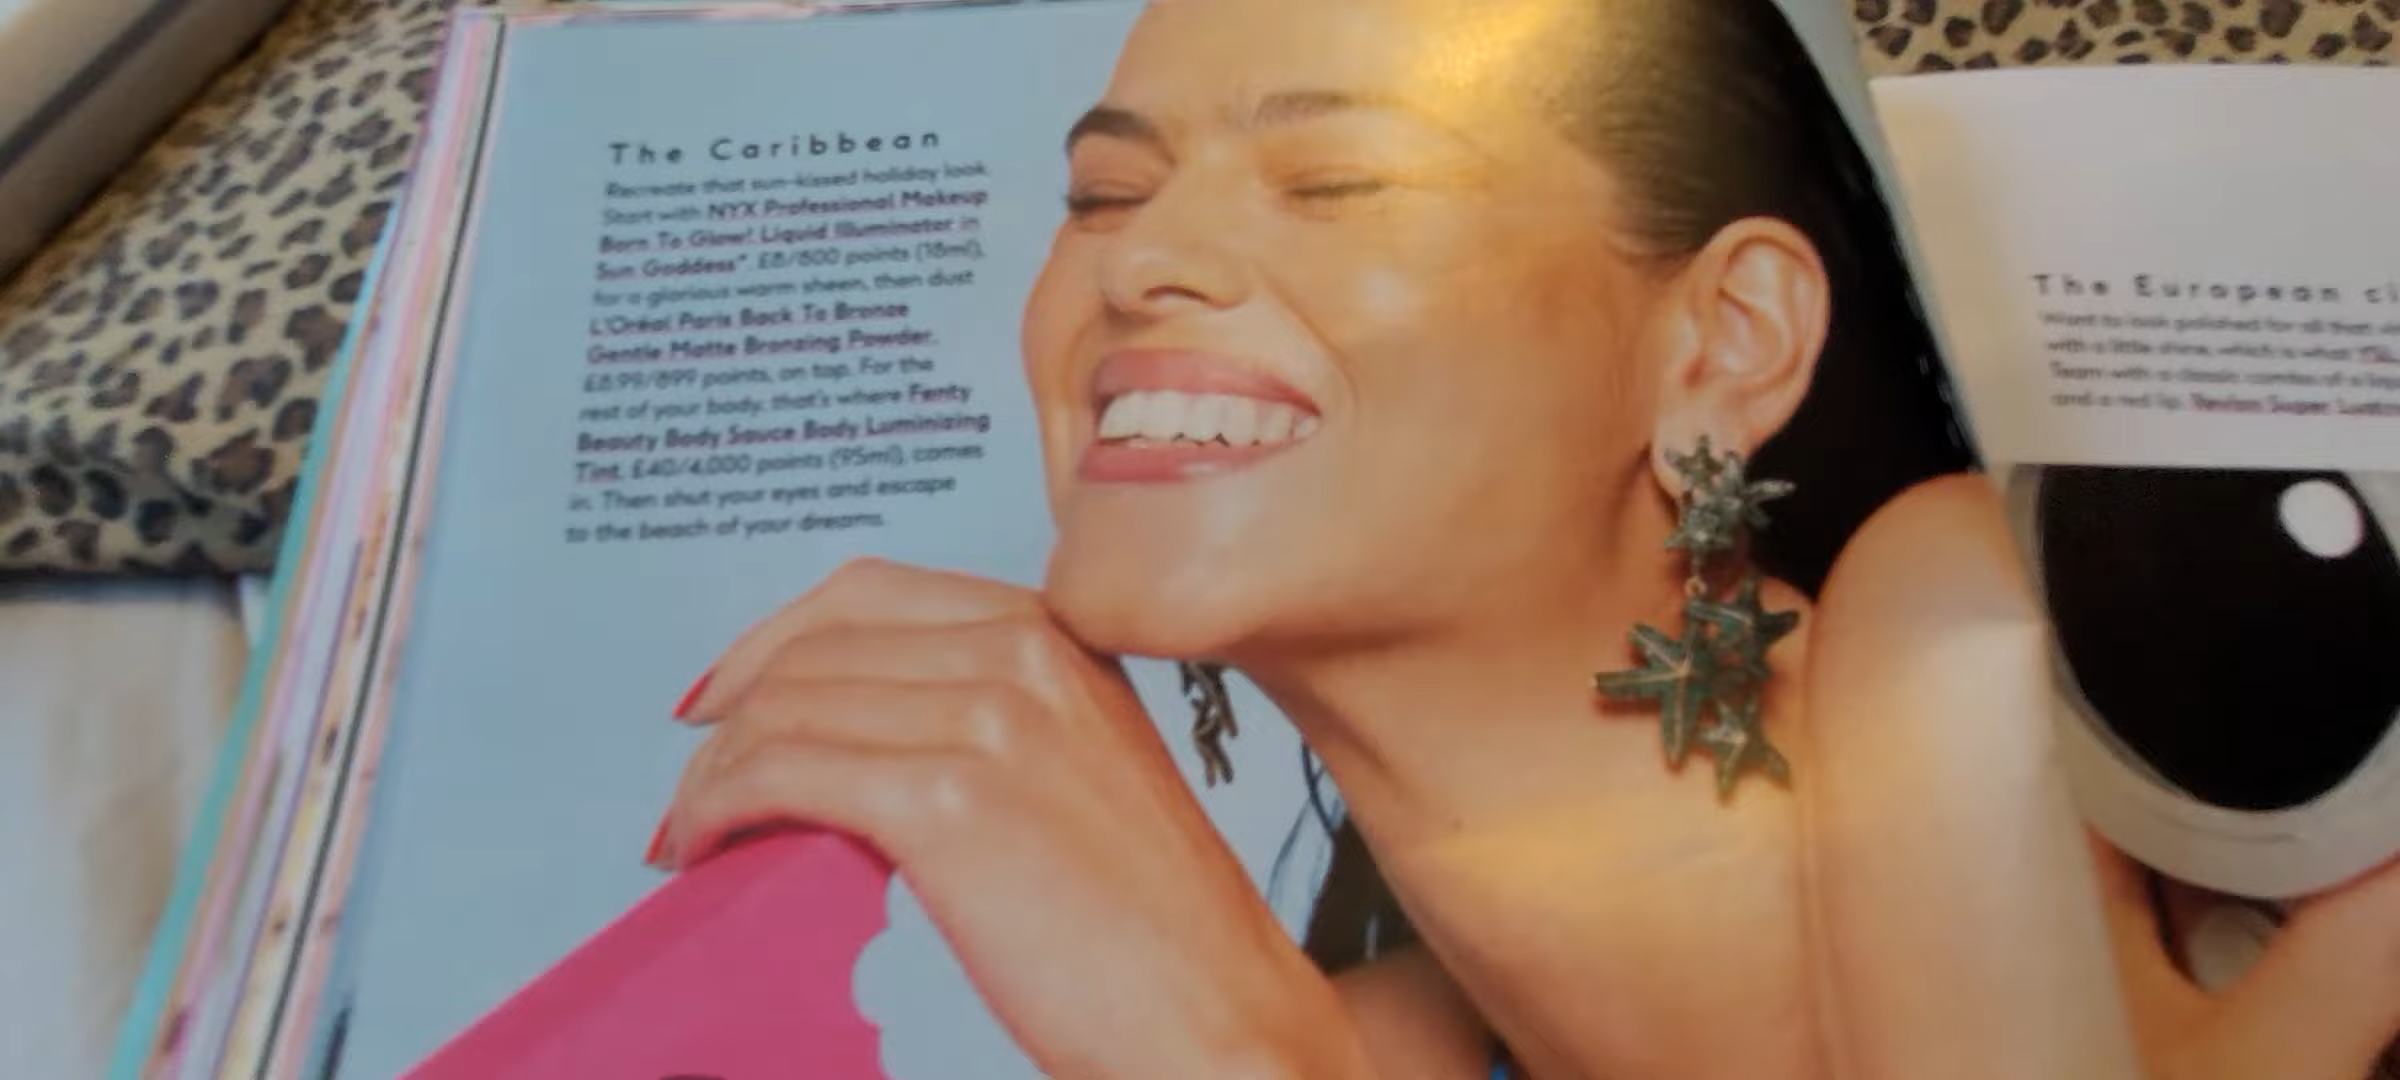 The Caribbean
Recreate that sun-kissed holiday look.
Start with NYX Professional Makeup
Born To Glow! Liquid Illuminator in
Sun Goddess*, £8/800 points (18ml),
for a glorious warm sheen, then dust
L'Oréal Paris Back To Bronze
Gentle Matte Bronzing Powder,
£8.99/899 points, on top. For the
rest of your body, that's where Fenty
Beauty Body Sauce Body Luminizing
Tint, £40/4,000 points (95ml), comes
in. Then shut your eyes and escape
to the beach of your dreams.
The European ci
Want to look polished for all that
with a little shine, which is what
Team with a classic combo of a
and a red lip. Revlon Super Lustrous